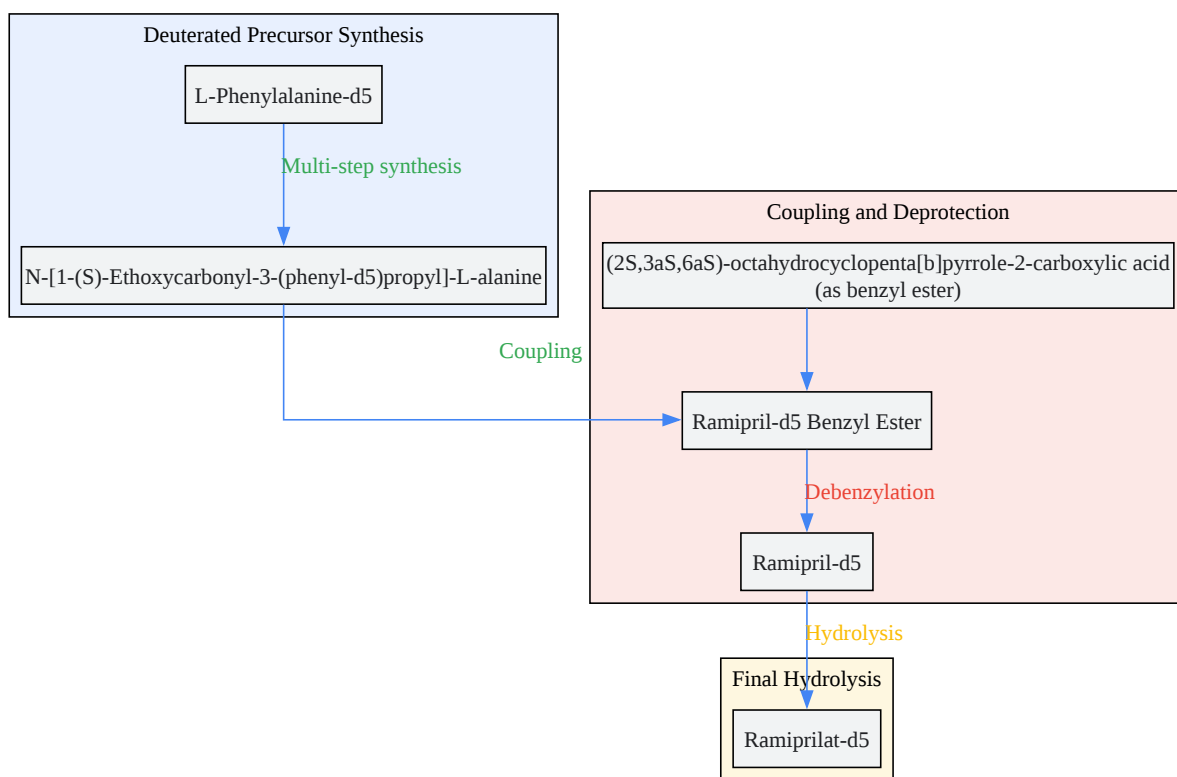 Deuterated Precursor Synthesis
L-Phenylalanine-d5
Multi-step synthesis
N-[1-(S)-Ethoxycarbonyl-3-(phenyl-d5)propyl]-L-alanine
Coupling and Deprotection
(2S,3aS,6aS)-octahydrocyclopenta[b]pyrrole-2-carboxylic acid
(as benzyl ester)
Coupling
Ramipril-d5 Benzyl Ester
Debenzylation
Ramipril-d5
Hydrolysis
Final Hydrolysis
Ramiprilat-d5